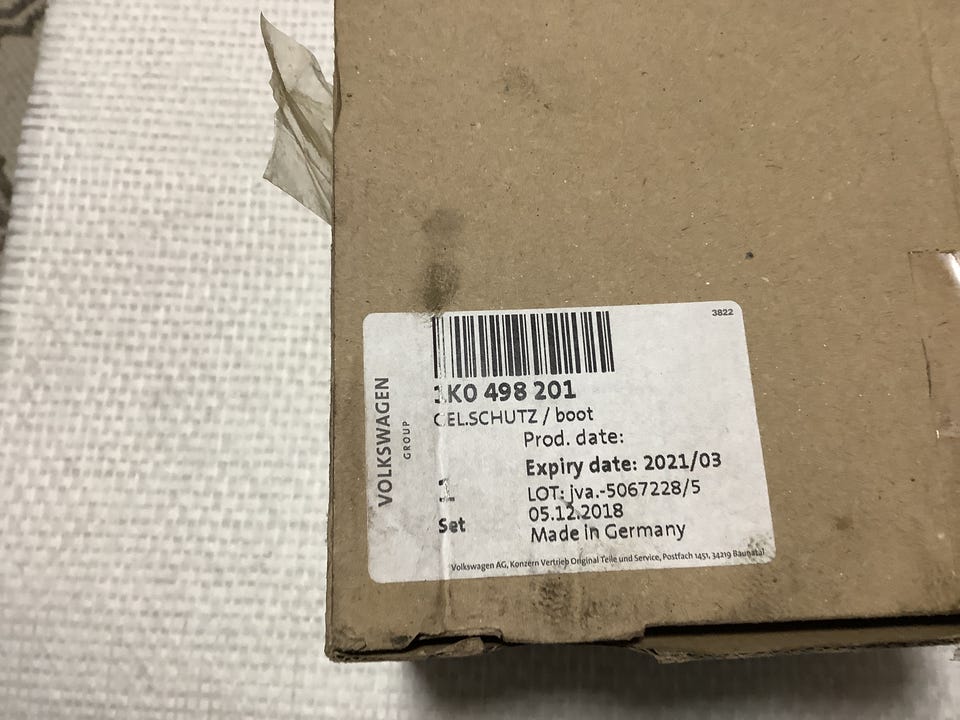 3822
VOLKSWAGEN
GROUP
1K0 498 201
GEL.SCHUTZ / boot
Prod. date:
Expiry date: 2021/03
1
LOT: jva.-5067228/5
Set
05.12.2018
Made in Germany
Volkswagen AG, Konzern Vertrieb Original Teile und Service, Postfach 1451, 34219 Baunatal